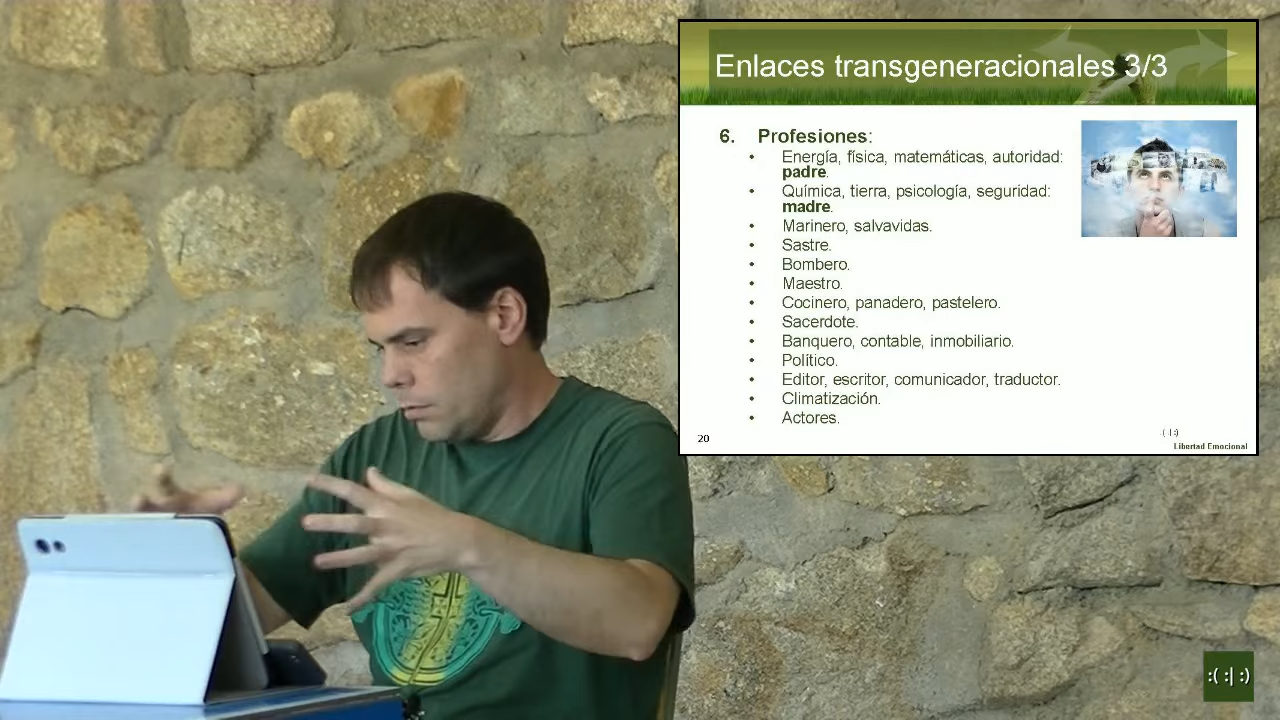 Enlaces transgeneracionales 3/3
6. Profesiones:
• Energía, física, matemáticas, autoridad:
padre.
• Química, tierra, psicología, seguridad:
madre.
• Marinero, salvavidas.
• Sastre.
• Bombero.
• Maestro.
• Cocinero, panadero, pastelero.
• Sacerdote.
• Banquero, contable, inmobiliario.
• Político.
• Editor, escritor, comunicador, traductor.
• Climatización.
• Actores.
20
:(:|:)
Libertad Emocional
:( :| :)